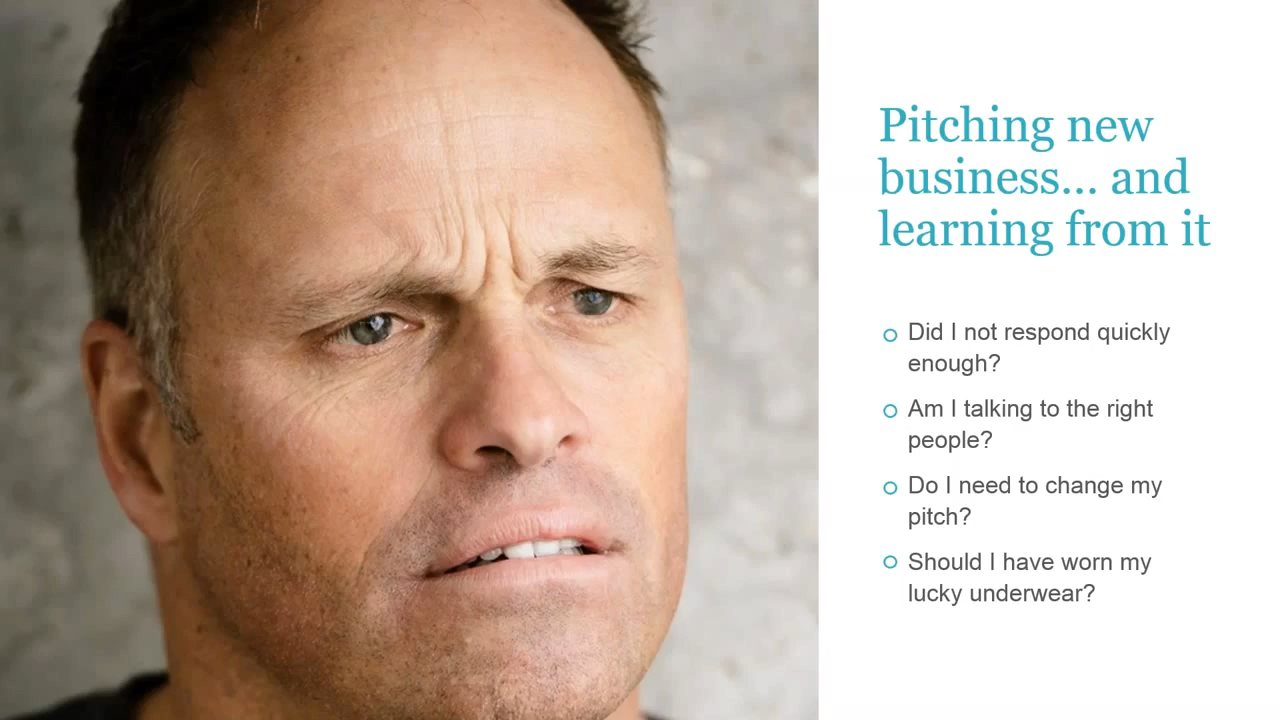 Pitching new
business... and
learning from it
Did I not respond quickly
enough?
Am I talking to the right
people?
Do I need to change my
pitch?
Should I have worn my
lucky underwear?